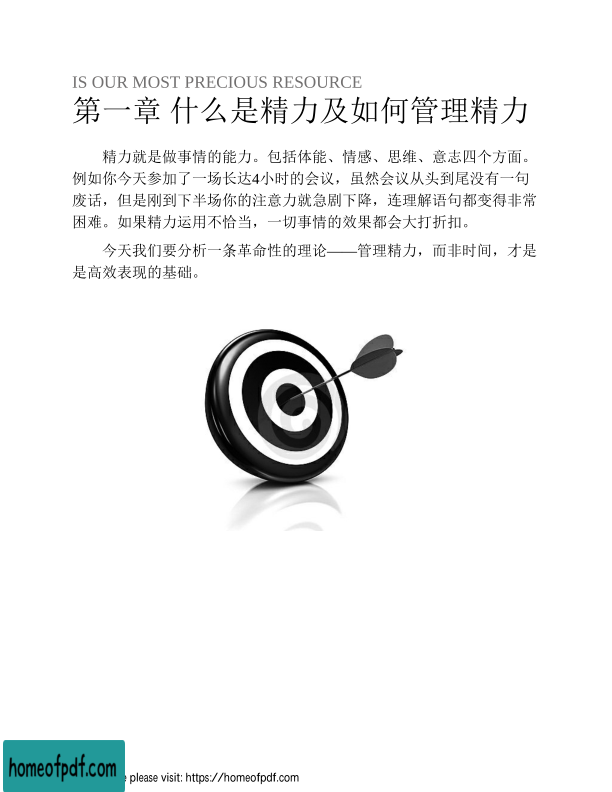 IS OUR MOST PRECIOUS RESOURCE
第一章 什么是精力及如何管理精力
精力就是做事情的能力。包括体能、情感、思维、意志四个方面。
例如你今天参加了一场长达4小时的会议，虽然会议从头到尾没有一句
废话，但是刚到下半场你的注意力就急剧下降，连理解语句都变得非常
困难。如果精力运用不恰当，一切事情的效果都会大打折扣。
今天我们要分析一条革命性的理论——管理精力，而非时间，才是
是高效表现的基础。
homeofpdf.com
please visit: https://homeofpdf.com